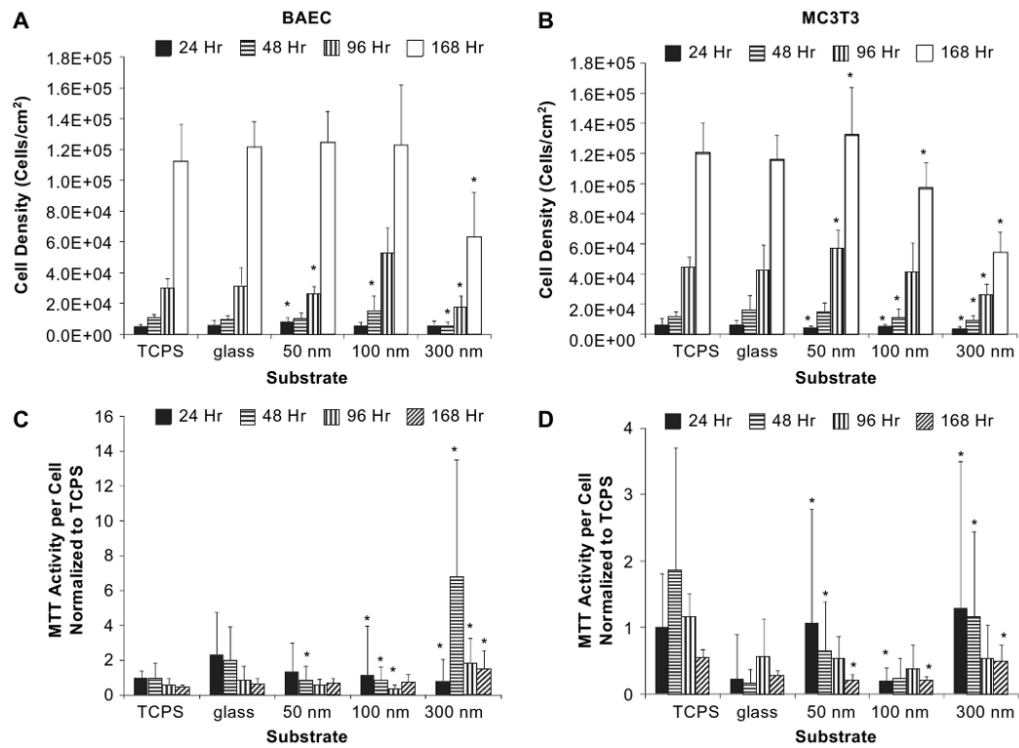 A
BAEC
24 Hr 48 Hr 96 Hr 168 Hr
Cell Density (Cells/cm²)
1.8E+05
1.6E+05
1.4E+05
1.2E+05
1.0E+05
8.0E+04
6.0E+04
4.0E+04
2.0E+04
0.0E+00
* * * * * *
TCPS glass 50 nm 100 nm 300 nm
Substrate
B
MC3T3
24 Hr 48 Hr 96 Hr 168 Hr
Cell Density (Cells/cm²)
1.8E+05
1.6E+05
1.4E+05
1.2E+05
1.0E+05
8.0E+04
6.0E+04
4.0E+04
2.0E+04
0.0E+00
* * * * * * * * * *
TCPS glass 50 nm 100 nm 300 nm
Substrate
C
24 Hr 48 Hr 96 Hr 168 Hr
MTT Activity per Cell
Normalized to TCPS
16
14
12
10
8
6
4
2
0
* * * * * * * *
TCPS glass 50 nm 100 nm 300 nm
Substrate
D
24 Hr 48 Hr 96 Hr 168 Hr
MTT Activity per Cell
Normalized to TCPS
4
3
2
1
0
* * * * * * * *
TCPS glass 50 nm 100 nm 300 nm
Substrate